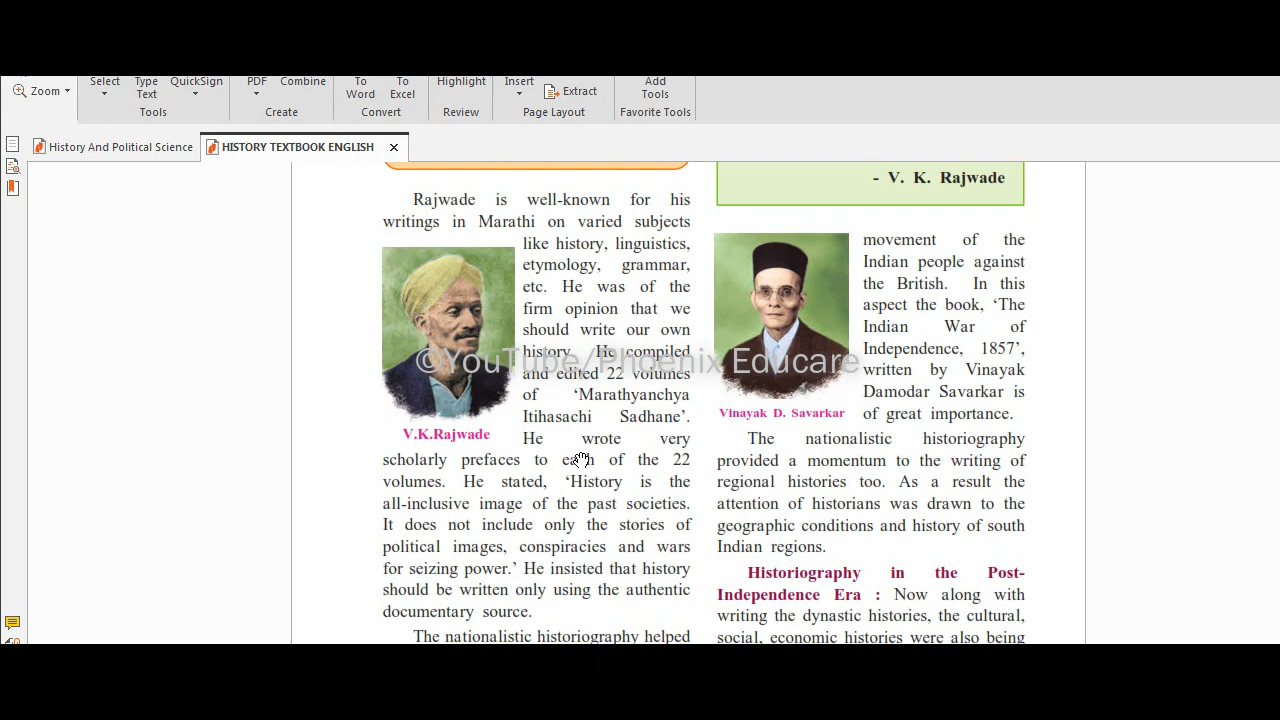 Zoom
Select
Type
Text
QuickSign
PDF
Combine
To
Word
To
Excel
Highlight
Insert
Extract
Add
Tools
Tools
Create
Convert
Review
Page Layout
Favorite Tools
History And Political Science
HISTORY TEXTBOOK ENGLISH
Rajwade is well-known for his
writings in Marathi on varied subjects
like history, linguistics,
etymology, grammar,
etc. He was of the
firm opinion that we
should write our own
history. He compiled
and edited 22 volumes
of ‘Marathyanchya
Itihasachi Sadhane’.
He wrote very
scholarly prefaces to each of the 22
volumes. He stated, ‘History is the
all-inclusive image of the past societies.
It does not include only the stories of
political images, conspiracies and wars
for seizing power.’ He insisted that history
should be written only using the authentic
documentary source.
The nationalistic historiography helped
V.K.Rajwade
- V. K. Rajwade
movement of the
Indian people against
the British. In this
aspect the book, ‘The
Indian War of
Independence, 1857’,
written by Vinayak
Damodar Savarkar is
of great importance.
Vinayak D. Savarkar
The nationalistic historiography
provided a momentum to the writing of
regional histories too. As a result the
attention of historians was drawn to the
geographic conditions and history of south
Indian regions.
Historiography in the Post-
Independence Era : Now along with
writing the dynastic histories, the cultural,
social, economic histories were also being
©YouTube/Phoenix Educare